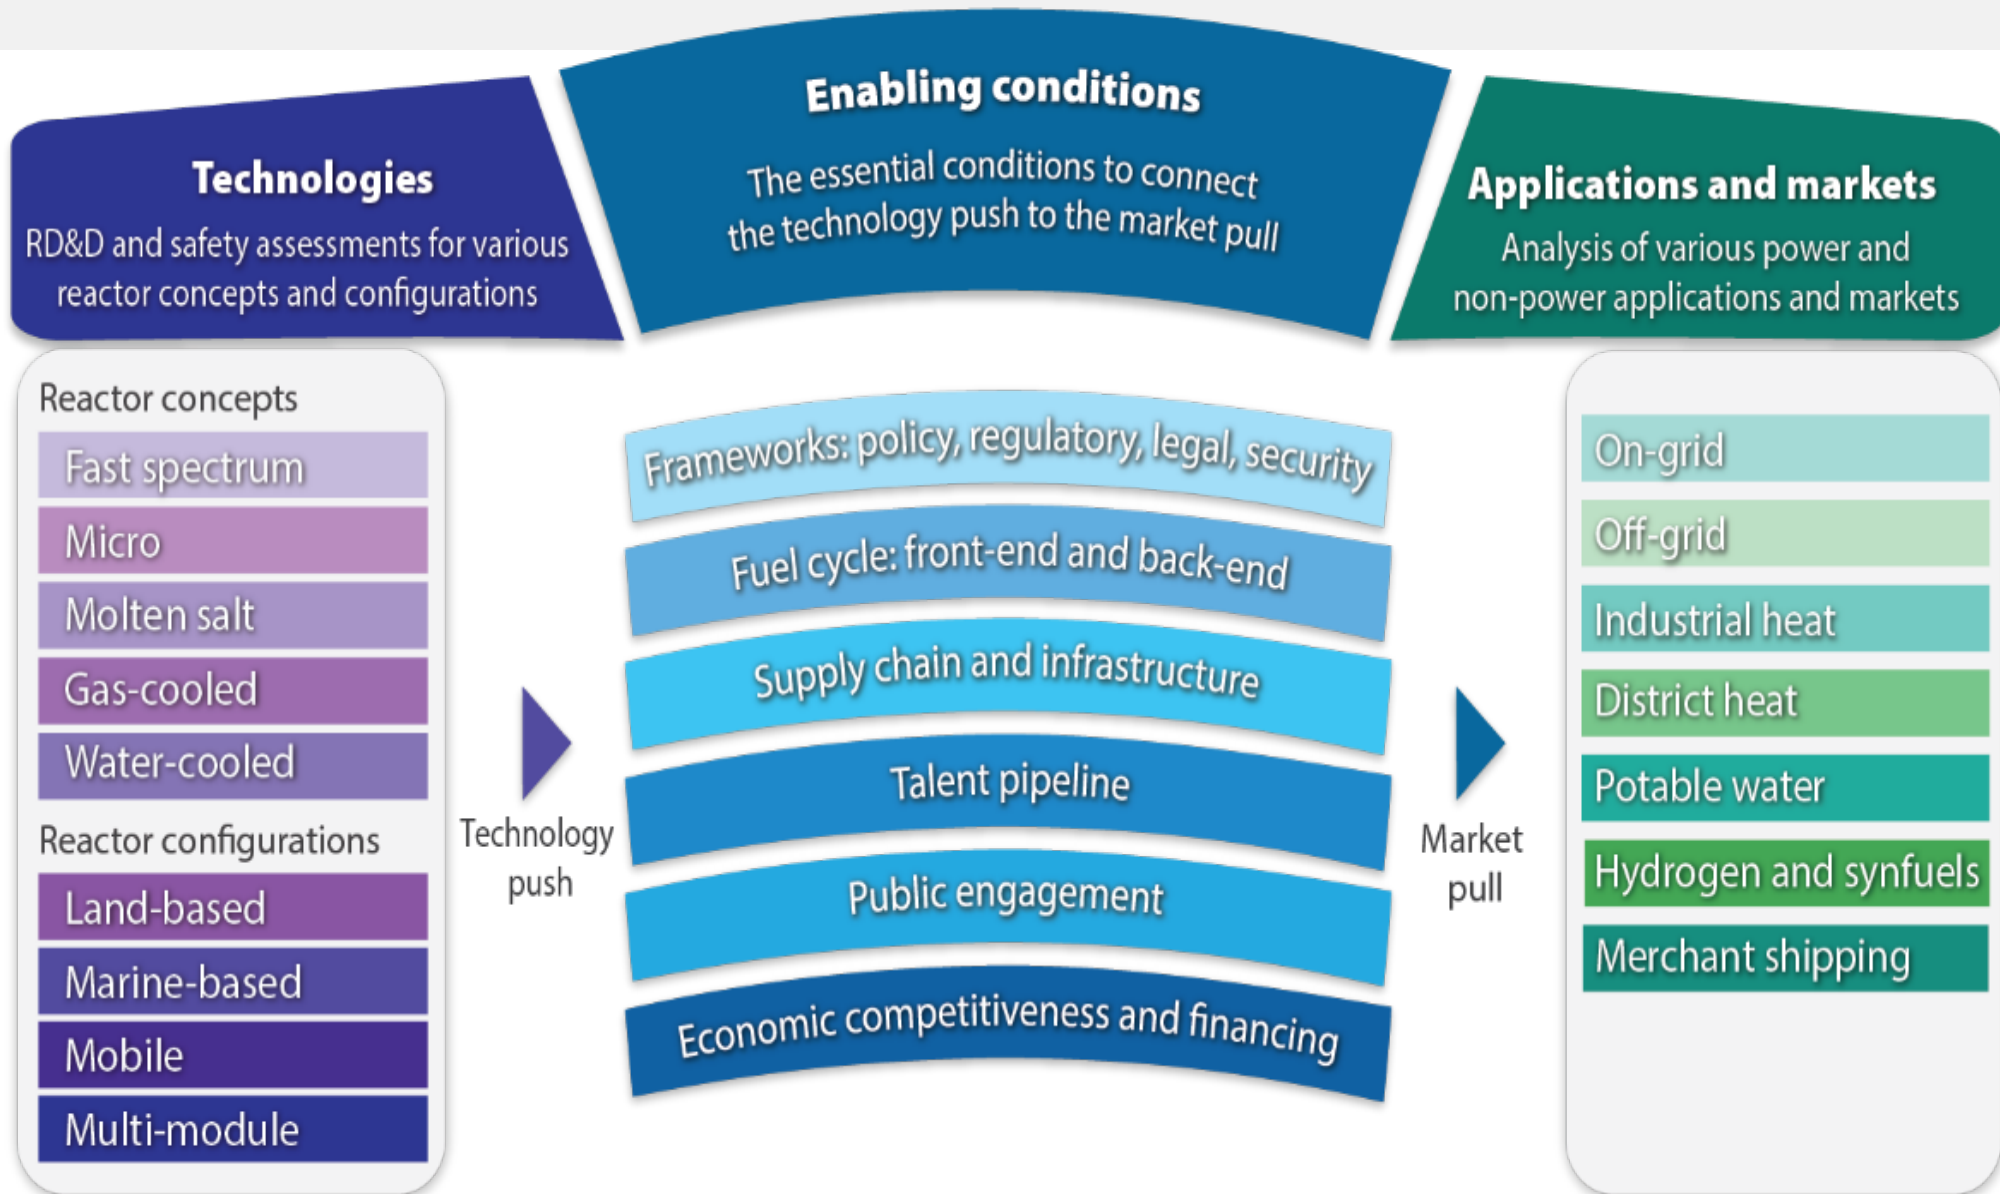 Technologies
RD&D and safety assessments for various
reactor concepts and configurations
Enabling conditions
The essential conditions to connect
the technology push to the market pull
Applications and markets
Analysis of various power and
non-power applications and markets
Reactor concepts
Fast spectrum
Micro
Molten salt
Gas-cooled
Water-cooled
Reactor configurations
Land-based
Marine-based
Mobile
Multi-module
Technology
push
Frameworks: policy, regulatory, legal, security
Fuel cycle: front-end and back-end
Supply chain and infrastructure
Talent pipeline
Public engagement
Economic competitiveness and financing
Market
pull
On-grid
Off-grid
Industrial heat
District heat
Potable water
Hydrogen and synfuels
Merchant shipping